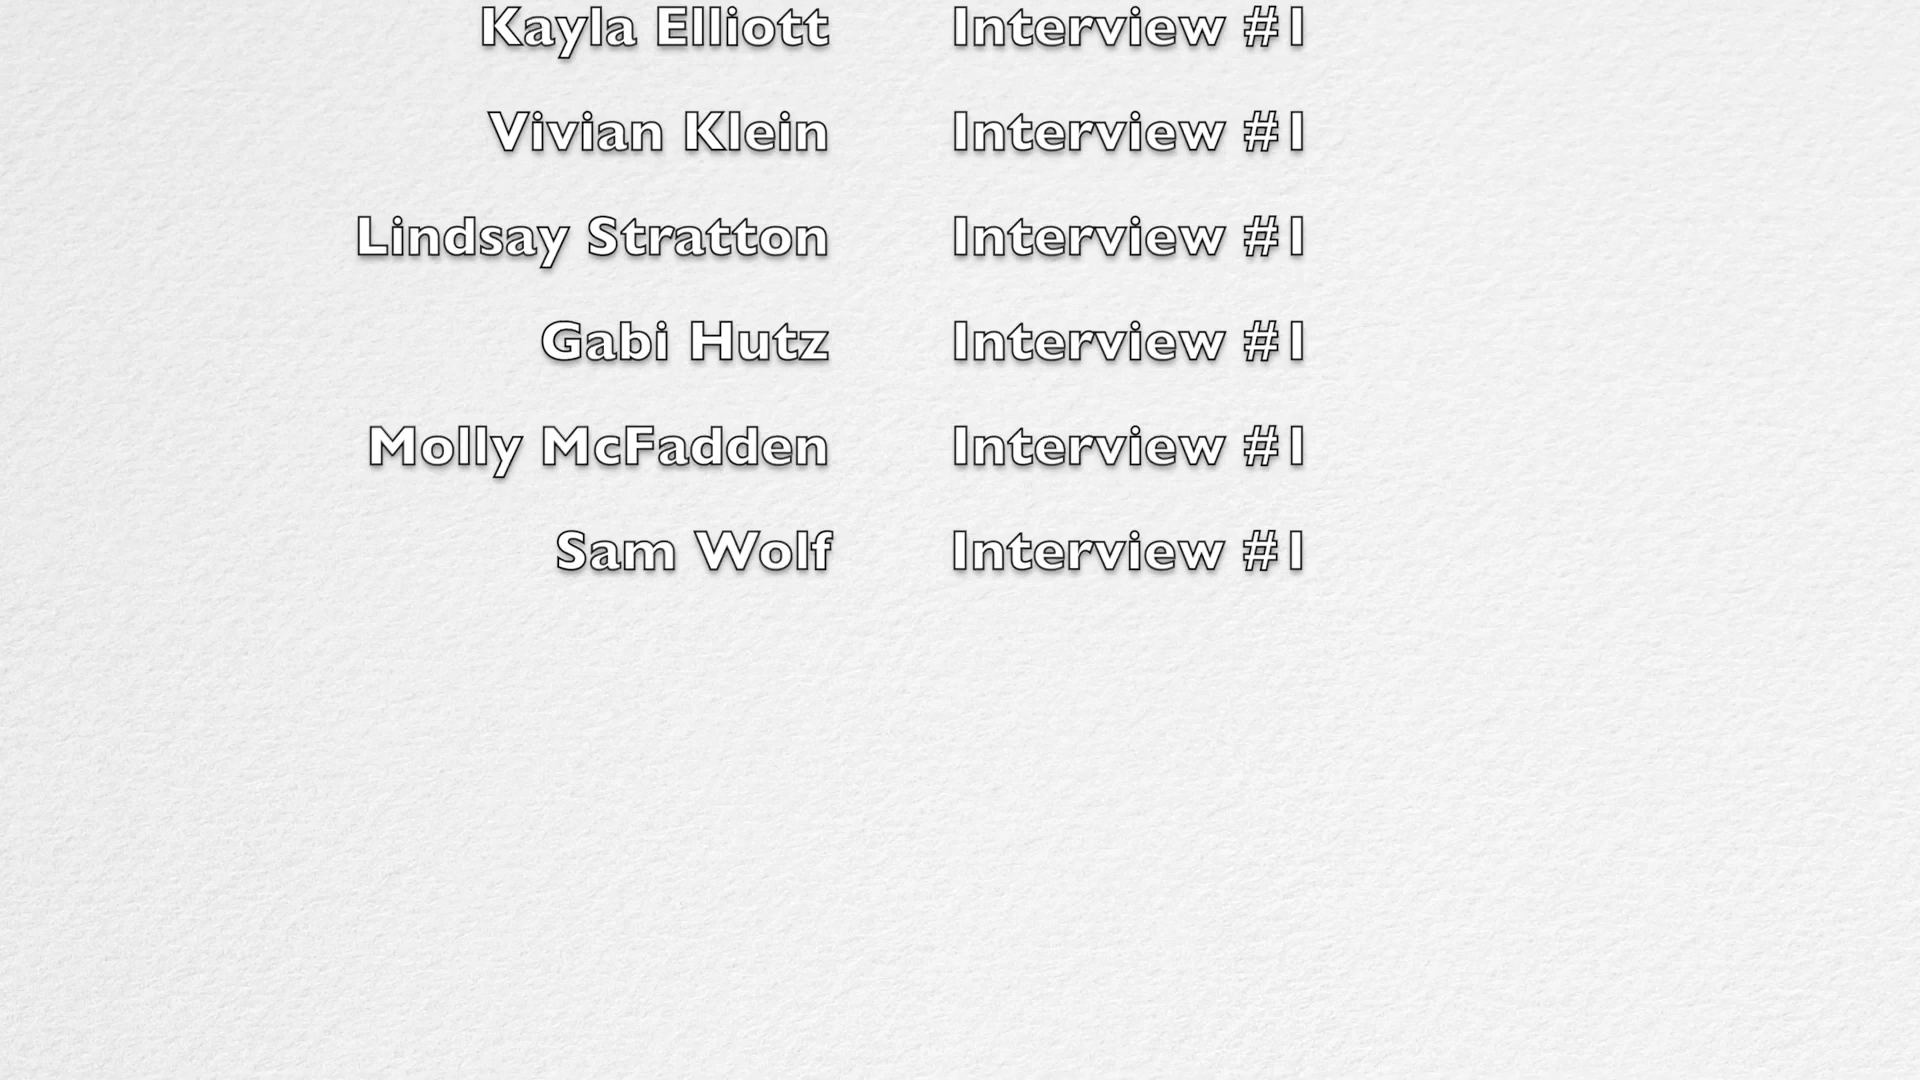 Kayla Elliott Interview #1
Vivian Klein Interview #1
Lindsay Stratton Interview #1
Gabi Hutz Interview #1
Molly McFadden Interview #1
Sam Wolf Interview #1